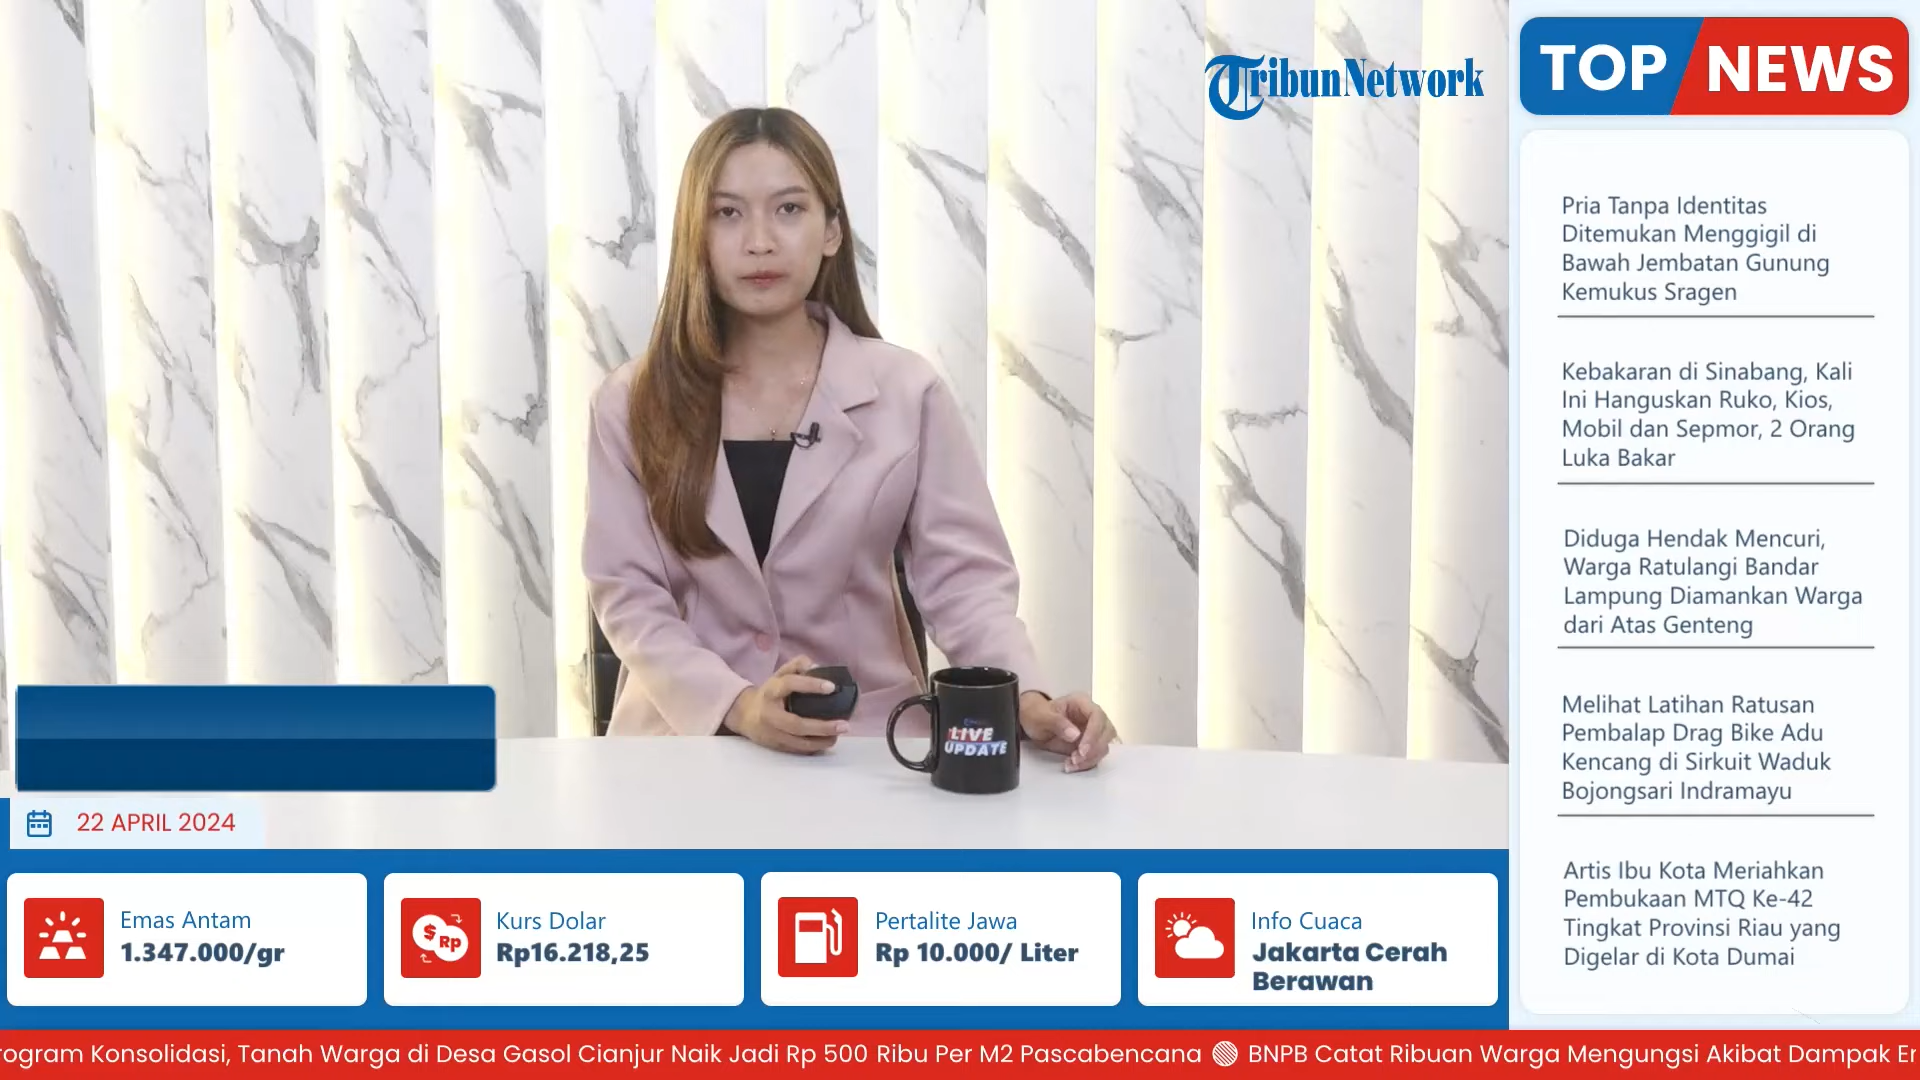 TribunNetwork
TOP NEWS
Pria Tanpa Identitas
Ditemukan Menggigil di
Bawah Jembatan Gunung
Kemukus Sragen
Kebakaran di Sinabang, Kali
Ini Hanguskan Ruko, Kios,
Mobil dan Sepmor, 2 Orang
Luka Bakar
Diduga Hendak Mencuri,
Warga Ratulangi Bandar
Lampung Diamankan Warga
dari Atas Genteng
Melihat Latihan Ratusan
Pembalap Drag Bike Adu
Kencang di Sirkuit Waduk
Bojongsari Indramayu
Artis Ibu Kota Meriahkan
Pembukaan MTQ Ke-42
Tingkat Provinsi Riau yang
Digelar di Kota Dumai
LIVE
UPDATE
22 APRIL 2024
Emas Antam
1.347.000/gr
$ Rp
Kurs Dolar
Rp16.218,25
Pertalite Jawa
Rp 10.000/ Liter
Info Cuaca
Jakarta Cerah
Berawan
rogram Konsolidasi, Tanah Warga di Desa Gasol Cianjur Naik Jadi Rp 500 Ribu Per M2 Pascabencana BNPB Catat Ribuan Warga Mengungsi Akibat Dampak Er